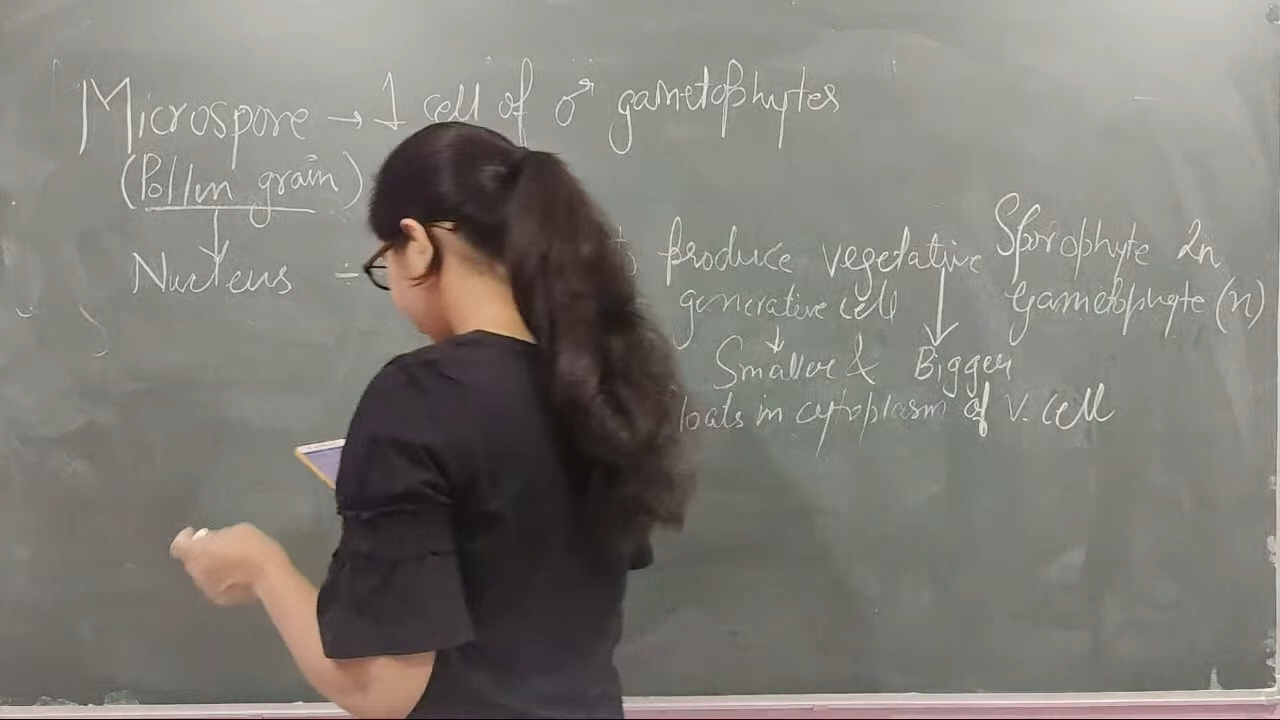 Microspore → 1 cell of ♂ gametophytes
(Pollen grain)
↓
Nucleus ÷ produce vegetative
generative cell
↓ ↓
Smaller & Bigger
loats in cytoplasm of V. cell
Sporophyte 2n
Gametophyte (n)